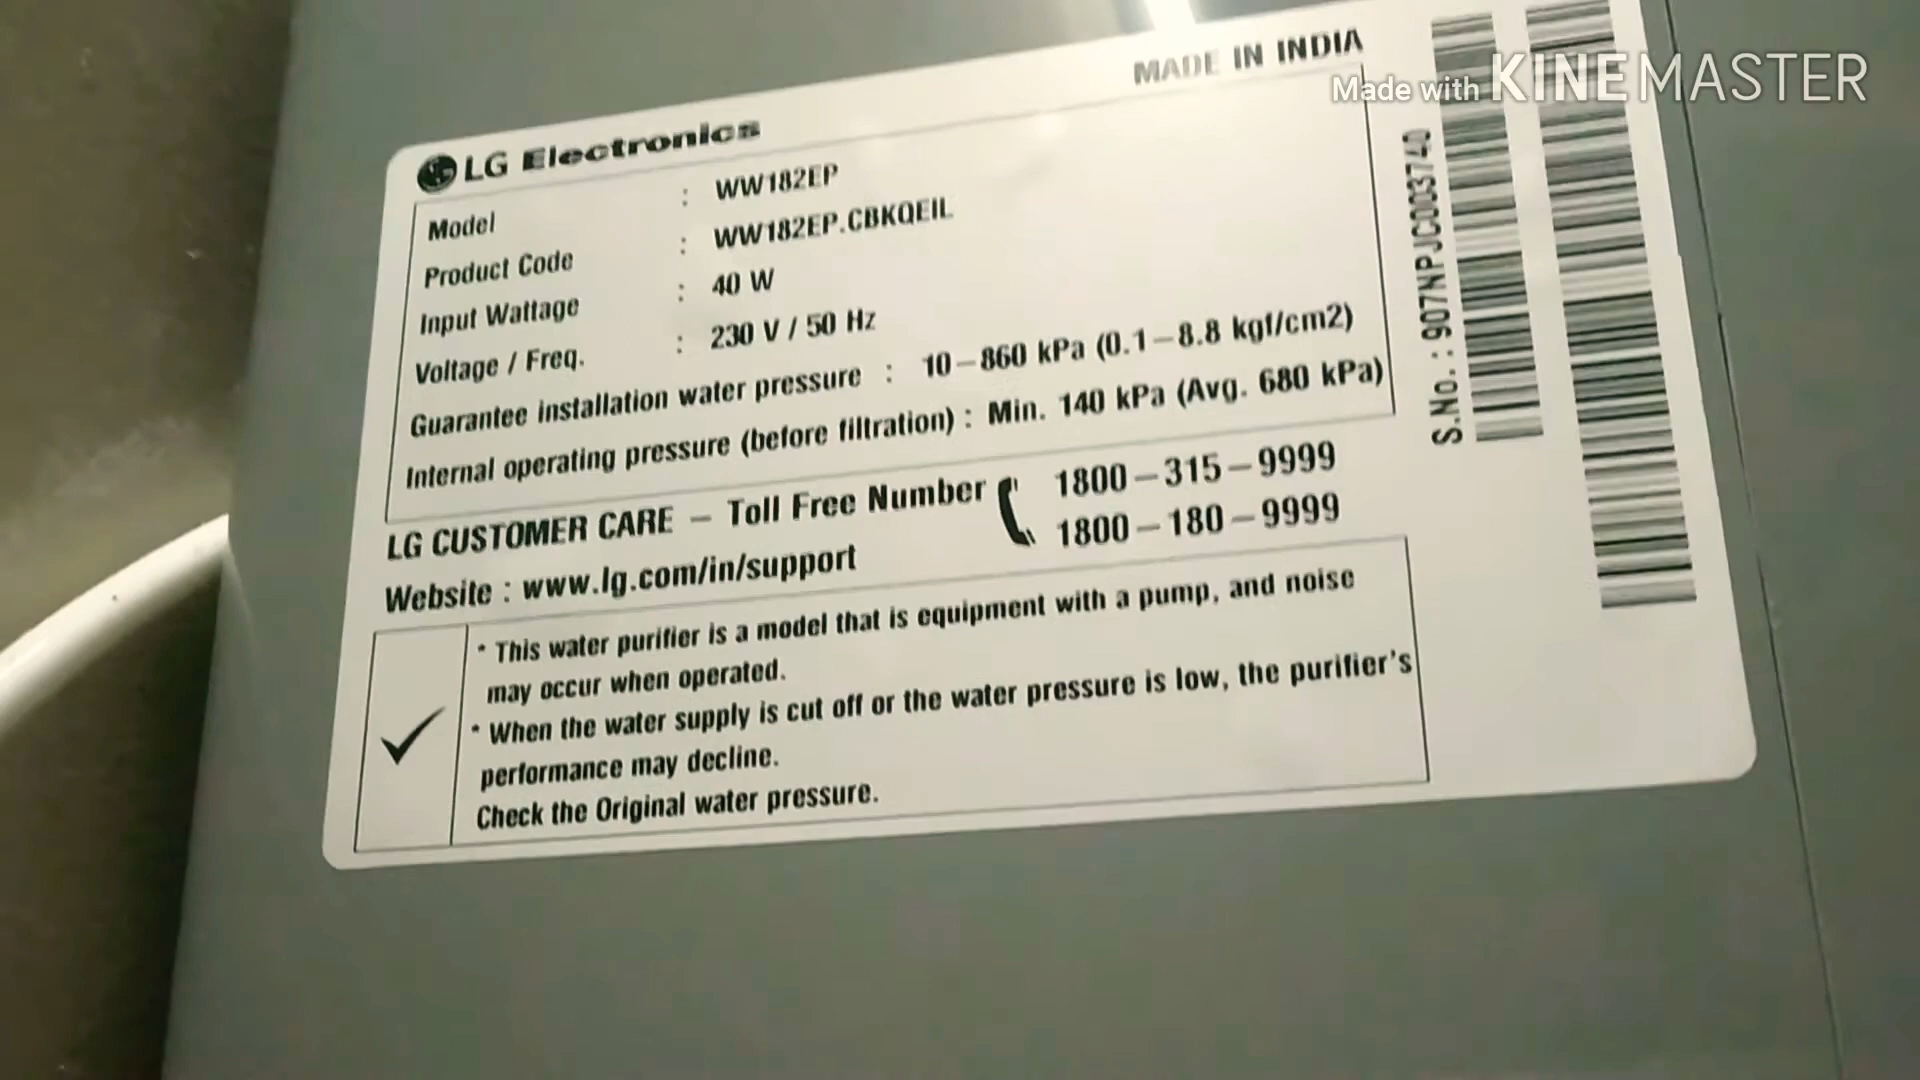 MADE IN INDIA
Made with KINEMASTER
LG Electronics
Model : WW182EP
Product Code : WW182EP.CBKQEIL
Input Wattage : 40 W
Voltage / Freq. : 230 V / 50 Hz
Guarantee installation water pressure : 10-860 kPa (0.1-8.8 kgf/cm2)
Internal operating pressure (before filtration) : Min. 140 kPa (Avg. 680 kPa)
LG CUSTOMER CARE - Toll Free Number 1800-315-9999
1800-180-9999
Website : www.lg.com/in/support
* This water purifier is a model that is equipment with a pump, and noise
may occur when operated.
* When the water supply is cut off or the water pressure is low, the purifier's
performance may decline.
Check the Original water pressure.
S.No. : 907NPJC003740